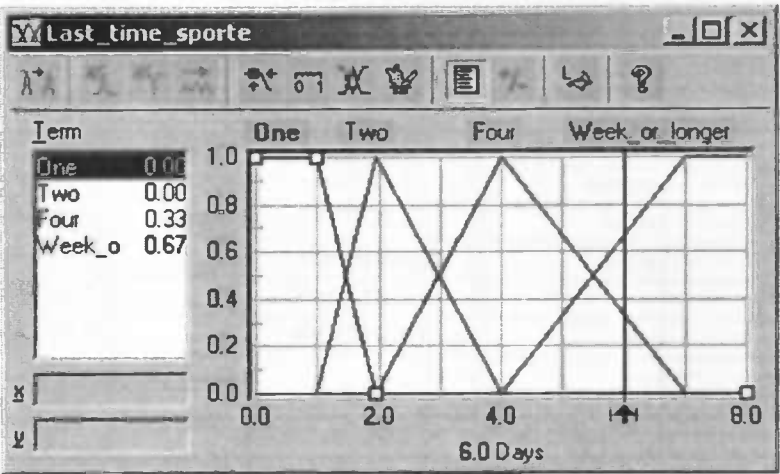 Last_time_sporte
Term
One Two Four Week_or_longer
One 0.00
Two 0.00
Four 0.33
Week_o 0.67
1.0
0.8
0.6
0.4
0.2
0.0
x
y
0.0 2.0 4.0 8.0
6.0 Days